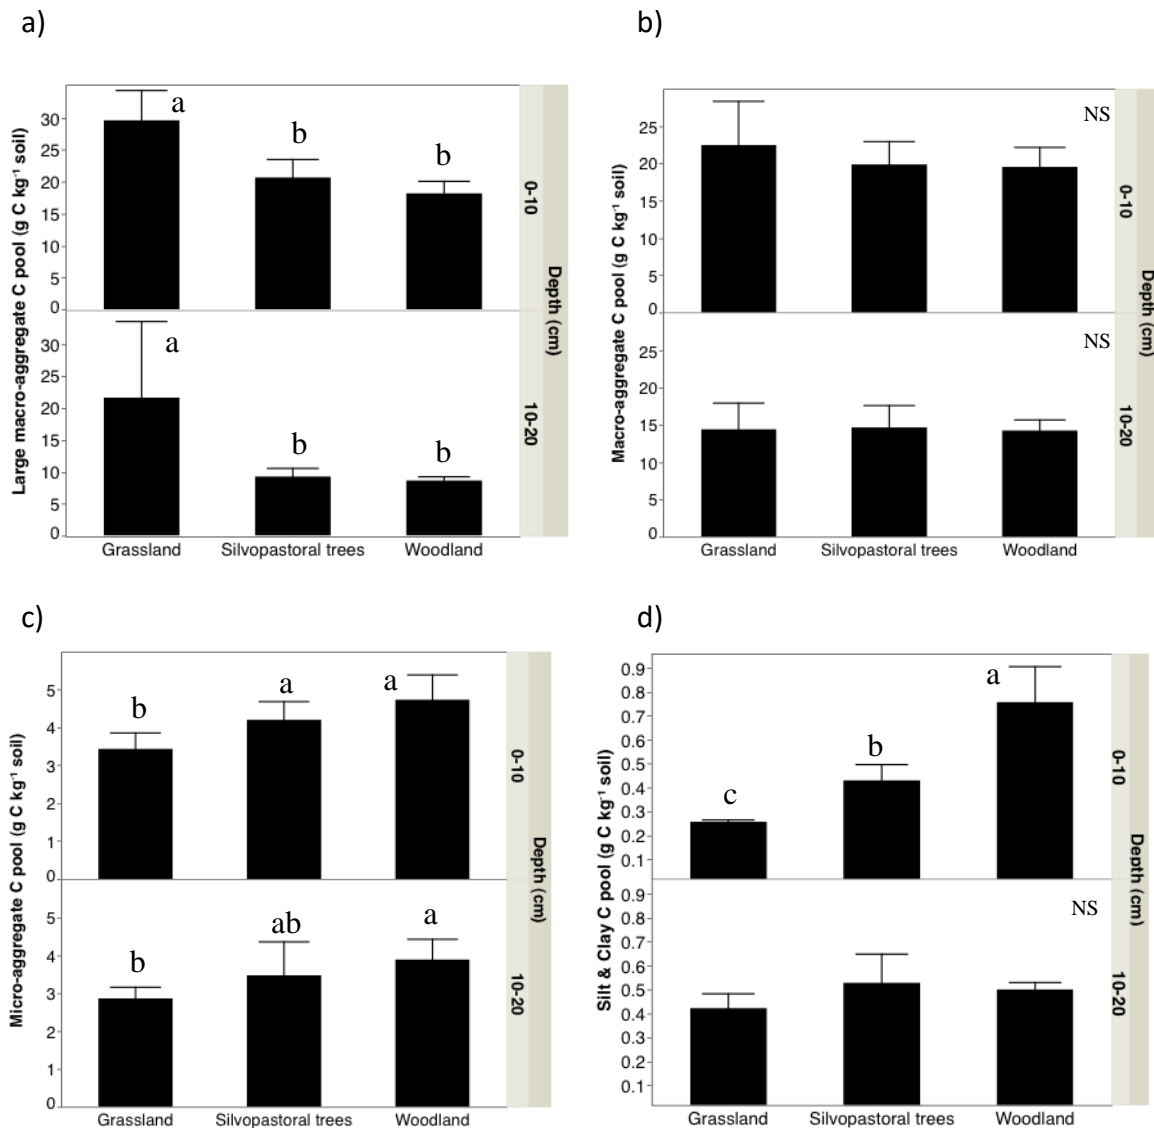 a)
Large macro-aggregate C pool (g C kg⁻¹ soil)
30
25
20
15
10
5
0
a
b
b
0-10
30
25
20
15
10
5
0
a
b
b
10-20
Depth (cm)
Grassland Silvopastoral trees Woodland
b)
Macro-aggregate C pool (g C kg⁻¹ soil)
25
20
15
10
5
0
NS
0-10
25
20
15
10
5
0
NS
10-20
Depth (cm)
Grassland Silvopastoral trees Woodland
c)
Micro-aggregate C pool (g C kg⁻¹ soil)
5
4
3
2
1
0
b
a
a
0-10
5
4
3
2
1
0
b
ab
a
10-20
Depth (cm)
Grassland Silvopastoral trees Woodland
d)
Silt & Clay C pool (g C kg⁻¹ soil)
0.9
0.8
0.7
0.6
0.5
0.4
0.3
0.2
0.1
c
b
a
0-10
0.9
0.8
0.7
0.6
0.5
0.4
0.3
0.2
0.1
NS
10-20
Depth (cm)
Grassland Silvopastoral trees Woodland